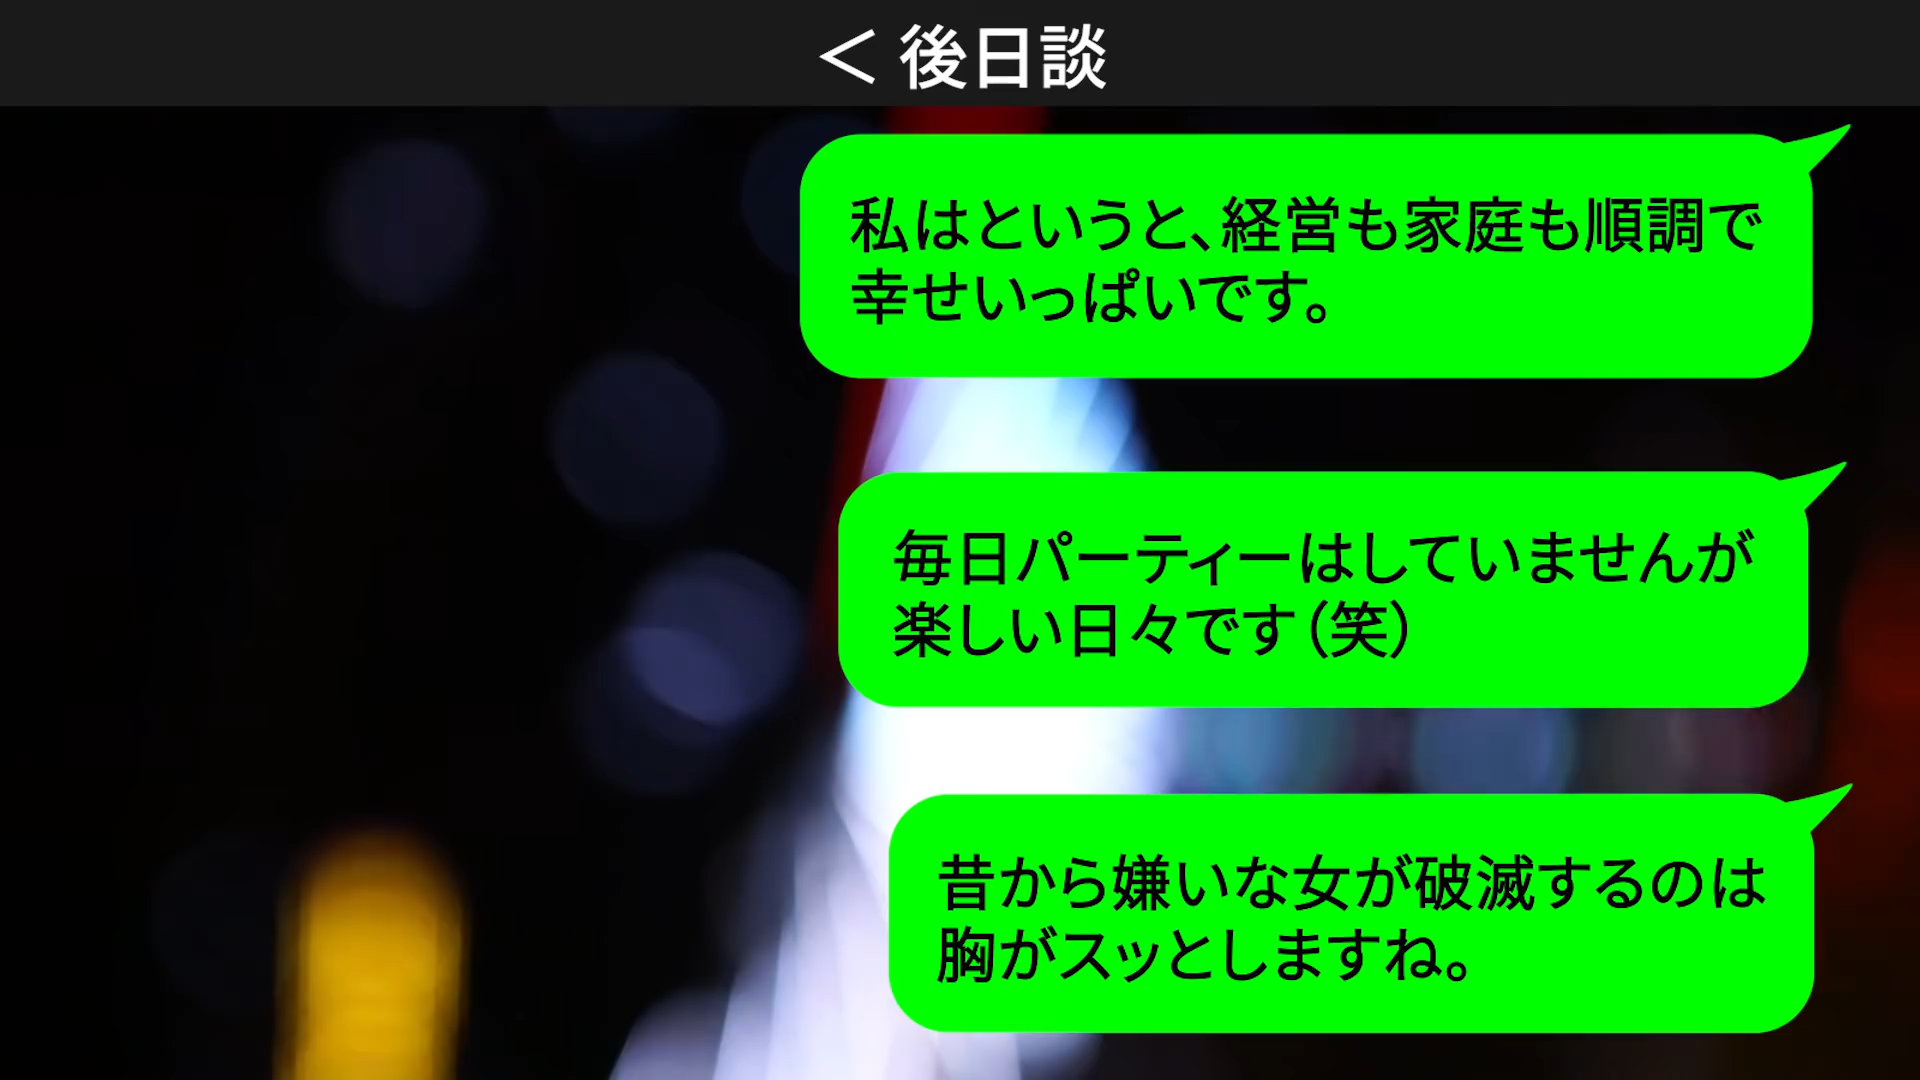 ＜ 後日談
私はというと、経営も家庭も順調で
幸せいっぱいです。
毎日パーティーはしていませんが
楽しい日々です（笑）
昔から嫌いな女が破滅するのは
胸がスッとしますね。